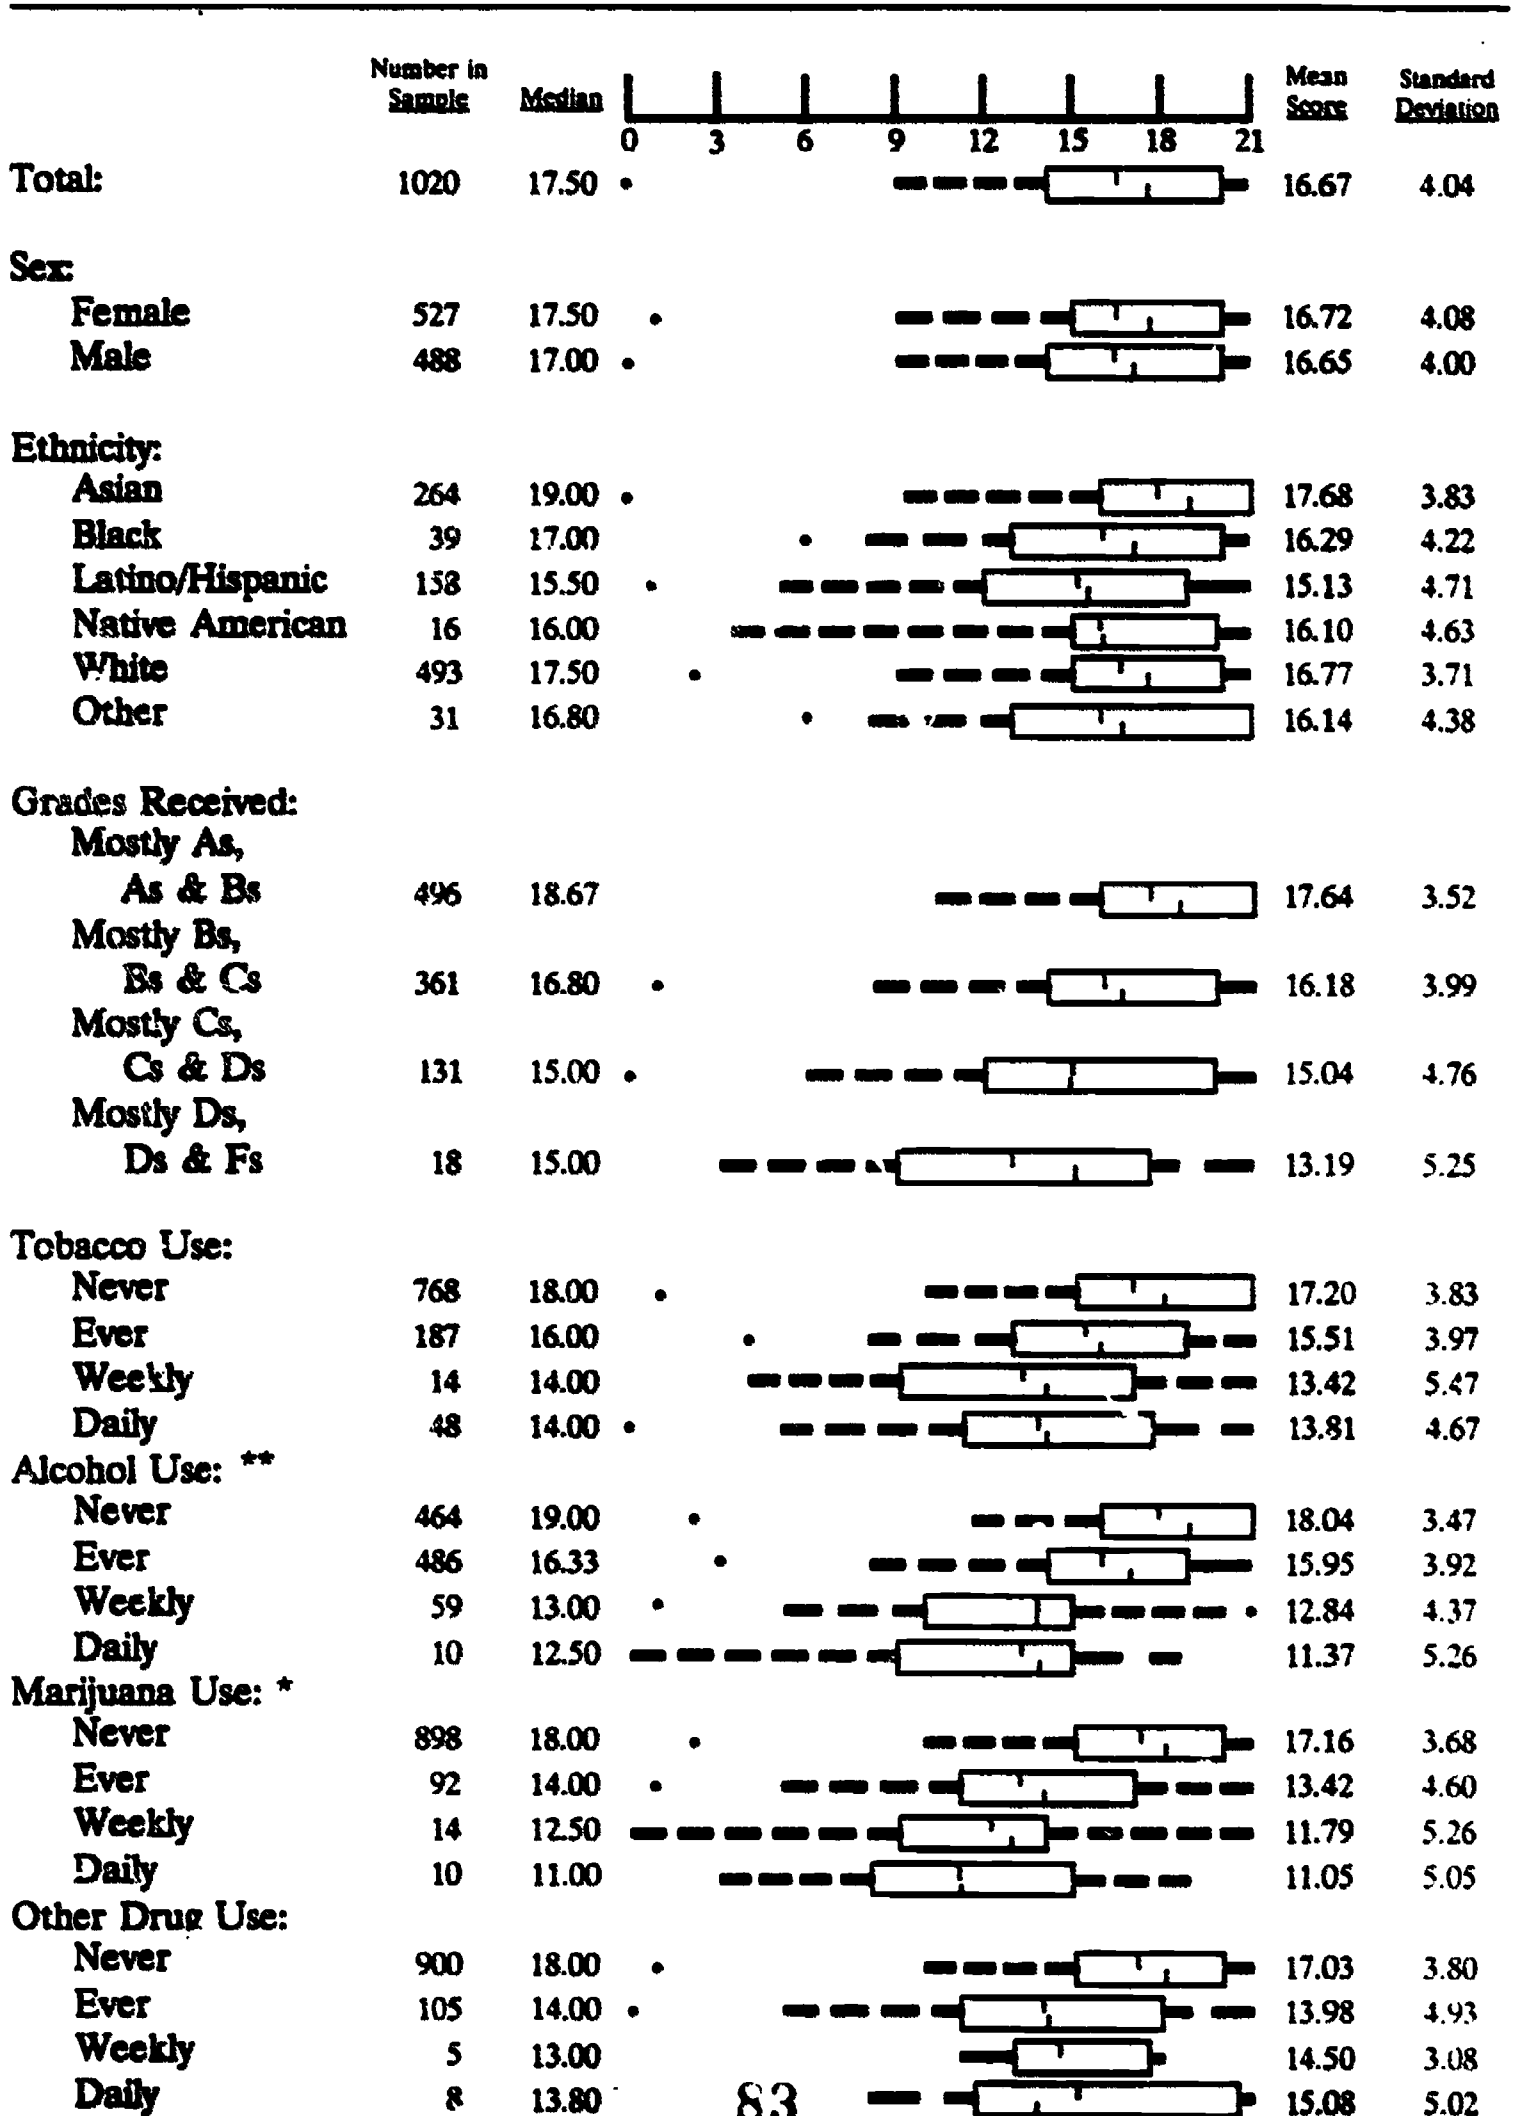 Number in Sample Median 0 3 6 9 12 15 18 21 Mean Score Standard Deviation
Total: 1020 17.50 16.67 4.04
Sex:
Female 527 17.50 16.72 4.08
Male 488 17.00 16.65 4.00
Ethnicity:
Asian 264 19.00 17.68 3.83
Black 39 17.00 16.29 4.22
Latino/Hispanic 158 15.50 15.13 4.71
Native American 16 16.00 16.10 4.63
White 493 17.50 16.77 3.71
Other 31 16.80 16.14 4.38
Grades Received:
Mostly As,
As & Bs 496 18.67 17.64 3.52
Mostly Bs,
Bs & Cs 361 16.80 16.18 3.99
Mostly Cs,
Cs & Ds 131 15.00 15.04 4.76
Mostly Ds,
Ds & Fs 18 15.00 13.19 5.25
Tobacco Use:
Never 768 18.00 17.20 3.83
Ever 187 16.00 15.51 3.97
Weekly 14 14.00 13.42 5.47
Daily 48 14.00 13.81 4.67
Alcohol Use: **
Never 464 19.00 18.04 3.47
Ever 486 16.33 15.95 3.92
Weekly 59 13.00 12.84 4.37
Daily 10 12.50 11.37 5.26
Marijuana Use: *
Never 898 18.00 17.16 3.68
Ever 92 14.00 13.42 4.60
Weekly 14 12.50 11.79 5.26
Daily 10 11.00 11.05 5.05
Other Drug Use:
Never 900 18.00 17.03 3.80
Ever 105 14.00 13.98 4.93
Weekly 5 13.00 14.50 3.08
Daily 8 13.80 15.08 5.02
83